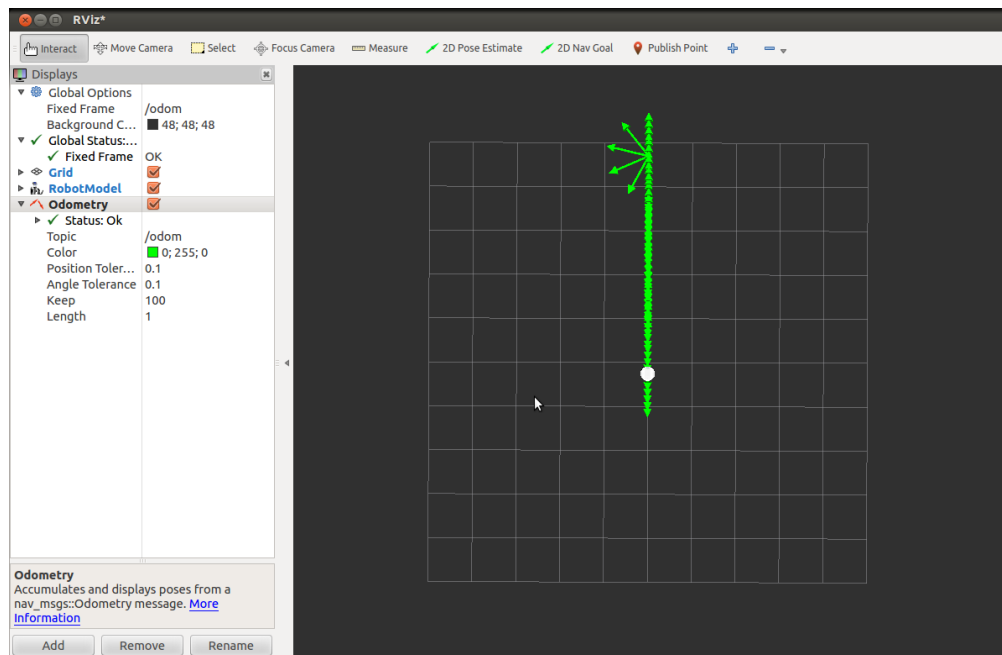 RViz*
Interact Move Camera Select Focus Camera Measure 2D Pose Estimate 2D Nav Goal Publish Point
Displays
Global Options
Fixed Frame /odom
Background C... 48; 48; 48
Global Status:...
Fixed Frame OK
Grid
RobotModel
Odometry
Status: Ok
Topic /odom
Color 0; 255; 0
Position Toler... 0.1
Angle Tolerance 0.1
Keep 100
Length 1
Odometry
Accumulates and displays poses from a
nav_msgs::Odometry message. More
Information
Add Remove Rename